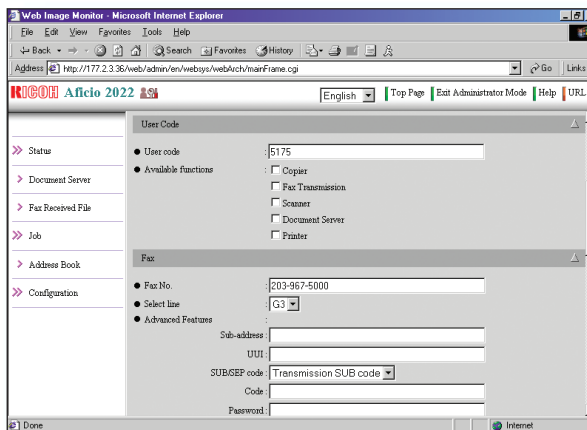 Web Image Monitor - Microsoft Internet Explorer
File Edit View Favorites Tools Help
Back Search Favorites History
Address http://177.2.3.36/web/admin/en/websys/webArch/mainFrame.cgi Go Links
RICOH Aficio 2022 English Top Page Exit Administrator Mode Help URL
User Code
Status
User code : 5175
Available functions : Copier
Document Server
Fax Transmission
Scanner
Fax Received File
Document Server
Job
Printer
Address Book
Fax
Configuration
Fax No. : 203-967-5000
Select line : G3
Advanced Features :
Sub-address :
UUI :
SUB/SEP code : Transmission SUB code
Code :
Password :
Done Internet